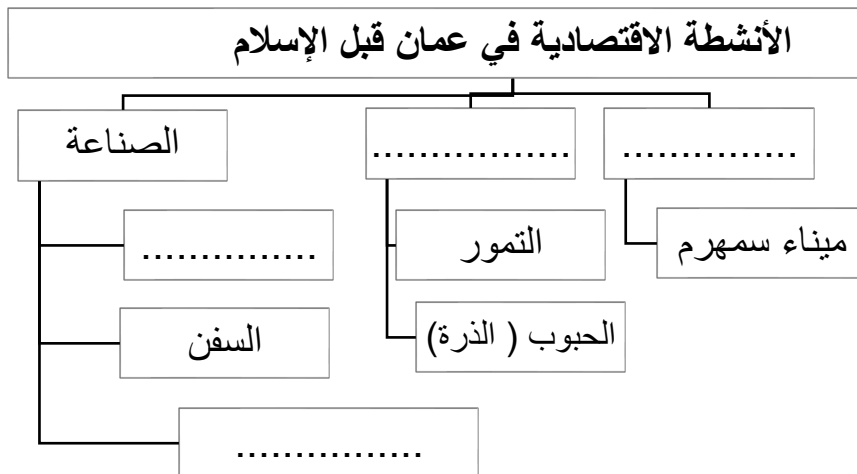 الأنشطة الاقتصادية في عمان قبل الإسلام
...............
.................
الصناعة
ميناء سمهرم
التمور
...............
الحبوب ( الذرة)
السفن
................